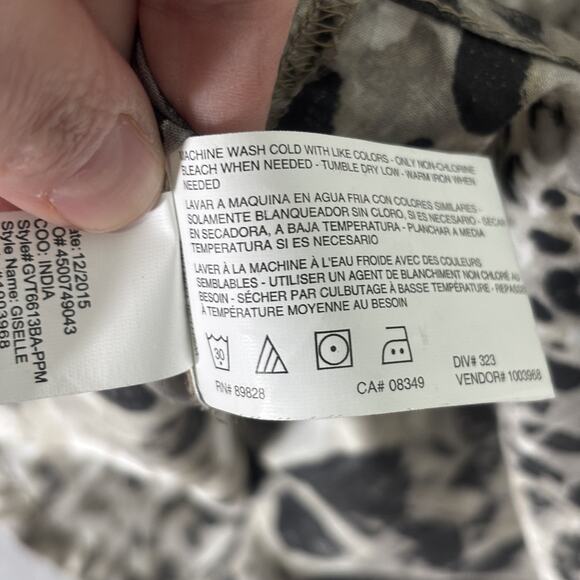 MACHINE WASH COLD WITH LIKE COLORS - ONLY NON-CHLORINE
BLEACH WHEN NEEDED - TUMBLE DRY LOW - WARM IRON WHEN
NEEDED
LAVAR A MAQUINA EN AGUA FRIA CON COLORES SIMILARES -
SOLAMENTE BLANQUEADOR SIN CLORO, SI ES NECESARIO - SECAR
EN SECADORA, A BAJA TEMPERATURA - PLANCHAR A MEDIA
TEMPERATURA SI ES NECESARIO
LAVER À LA MACHINE À L'EAU FROIDE AVEC DES COULEURS
SEMBLABLES - UTILISER UN AGENT DE BLANCHIMENT NON CHLORÉ AU
BESOIN - SÉCHER PAR CULBUTAGE À BASSE TEMPÉRATURE - REPASSER
À TEMPÉRATURE MOYENNE AU BESOIN
30
RN# 89828
CA# 08349
DIV# 323
VENDOR# 1003968
ate: 12/2015
O# 4500749043
COO: INDIA
Style#GVT6613BA-PPM
Style Name: GISELLE